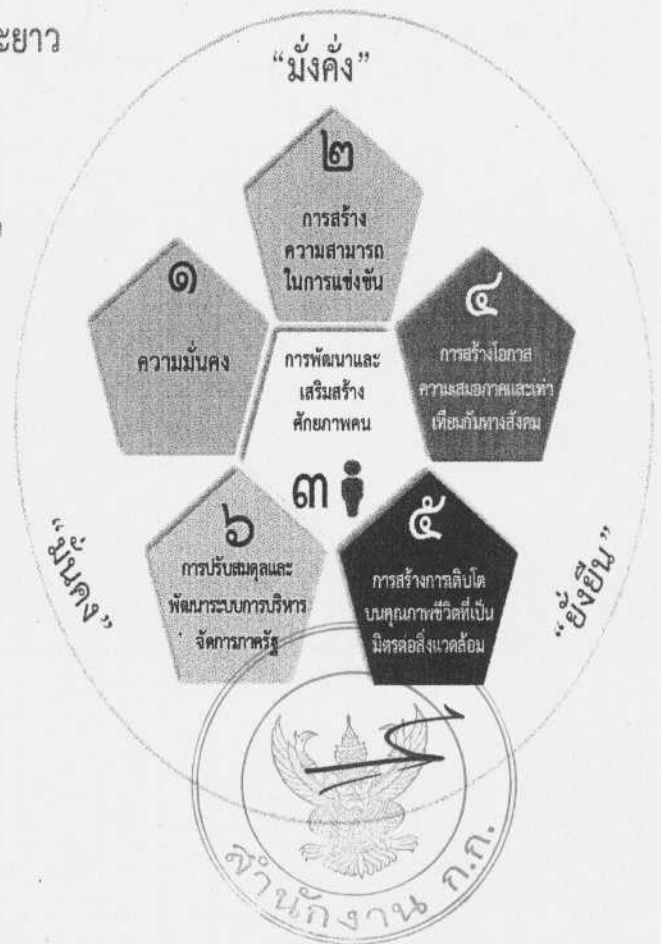 ะยาว
“มั่งคั่ง”
๒
การสร้าง
ความสามารถ
ในการแข่งขัน
๑
ความมั่นคง
๔
การสร้างโอกาส
ความเสมอภาคและเท่า
เทียมกันทางสังคม
การพัฒนาและ
เสริมสร้าง
ศักยภาพคน
๓
๖
การปรับสมดุลและ
พัฒนาระบบการบริหาร
จัดการภาครัฐ
๕
การสร้างการเติบโต
บนคุณภาพชีวิตที่เป็น
มิตรต่อสิ่งแวดล้อม
“มั่นคง”
“ยั่งยืน”
สำนักงาน ก.ก.